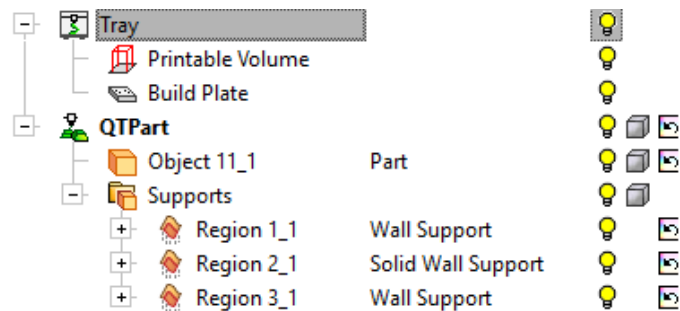 Tray
Printable Volume
Build Plate
QTPart
Object 11_1 Part
Supports
Region 1_1 Wall Support
Region 2_1 Solid Wall Support
Region 3_1 Wall Support